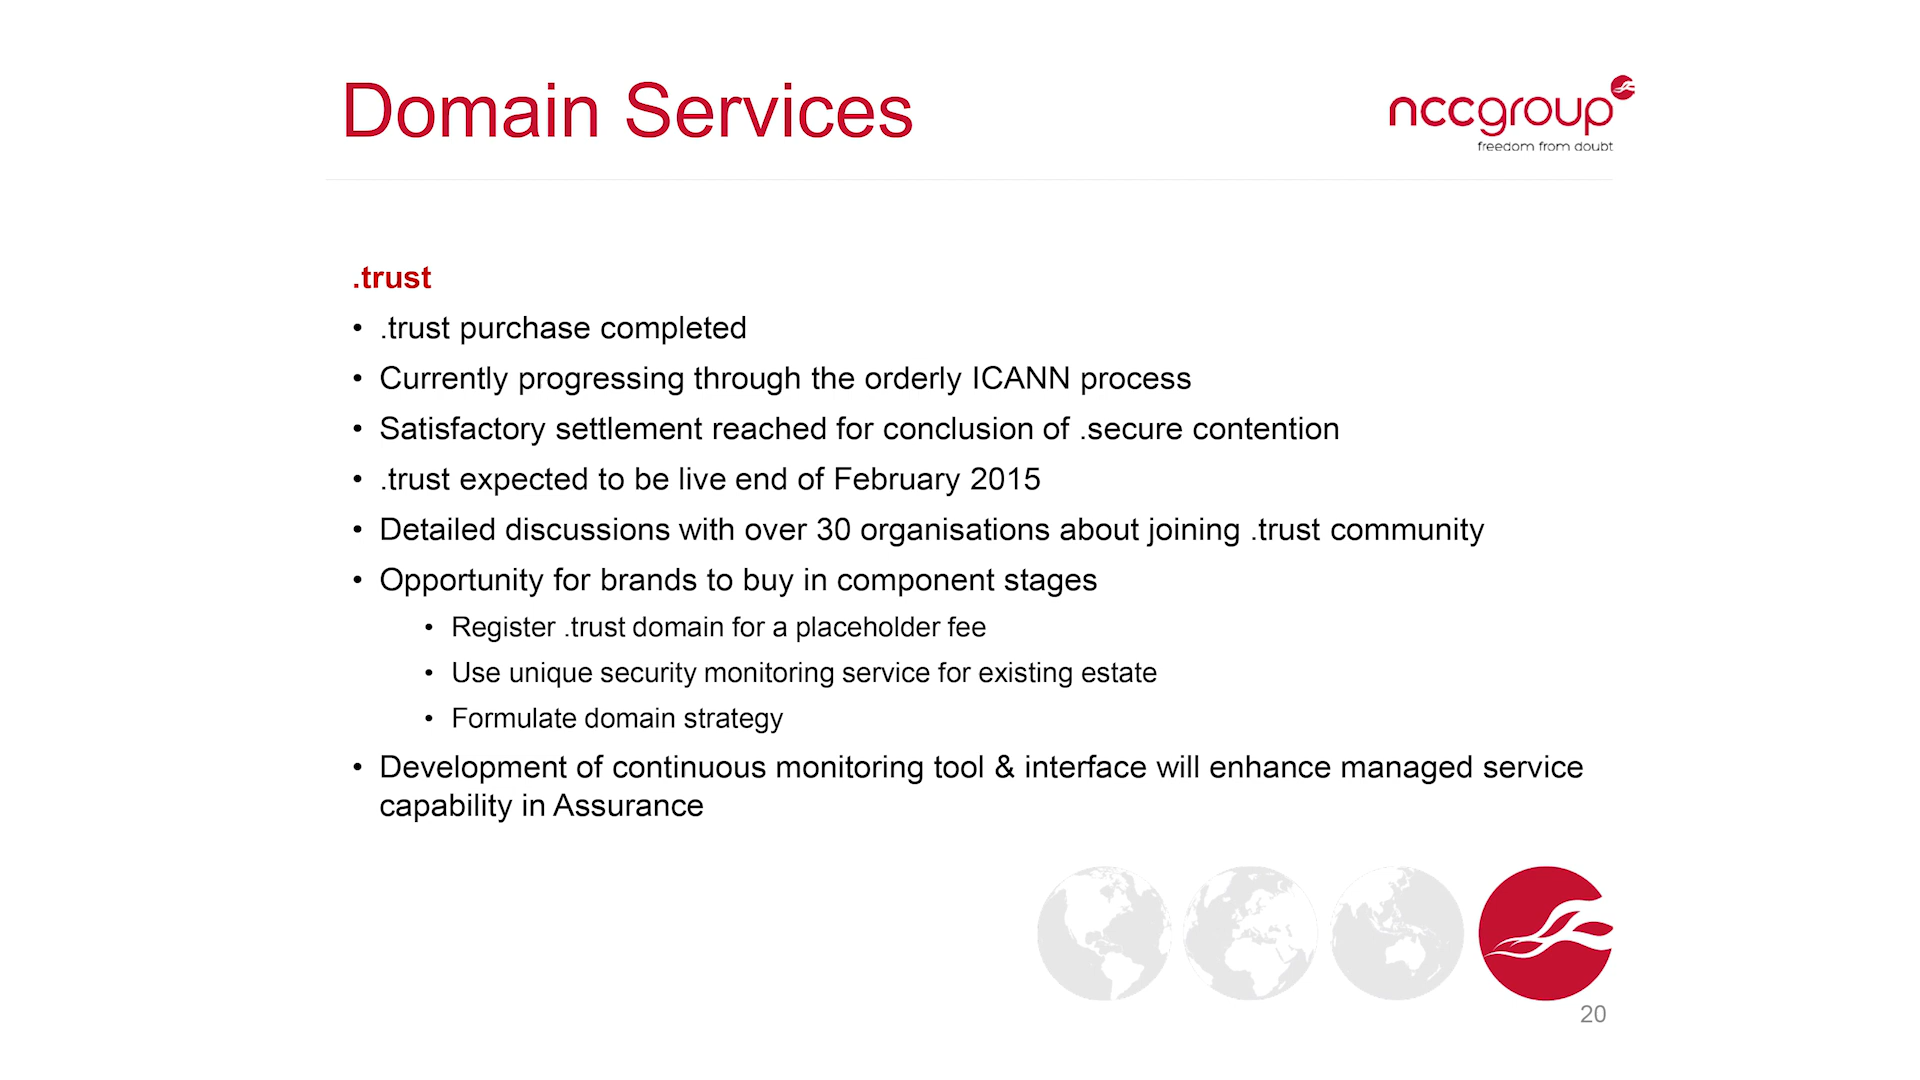 Domain Services
nccgroup
freedom from doubt
.trust
• .trust purchase completed
• Currently progressing through the orderly ICANN process
• Satisfactory settlement reached for conclusion of .secure contention
• .trust expected to be live end of February 2015
• Detailed discussions with over 30 organisations about joining .trust community
• Opportunity for brands to buy in component stages
• Register .trust domain for a placeholder fee
• Use unique security monitoring service for existing estate
• Formulate domain strategy
• Development of continuous monitoring tool & interface will enhance managed service
capability in Assurance
20